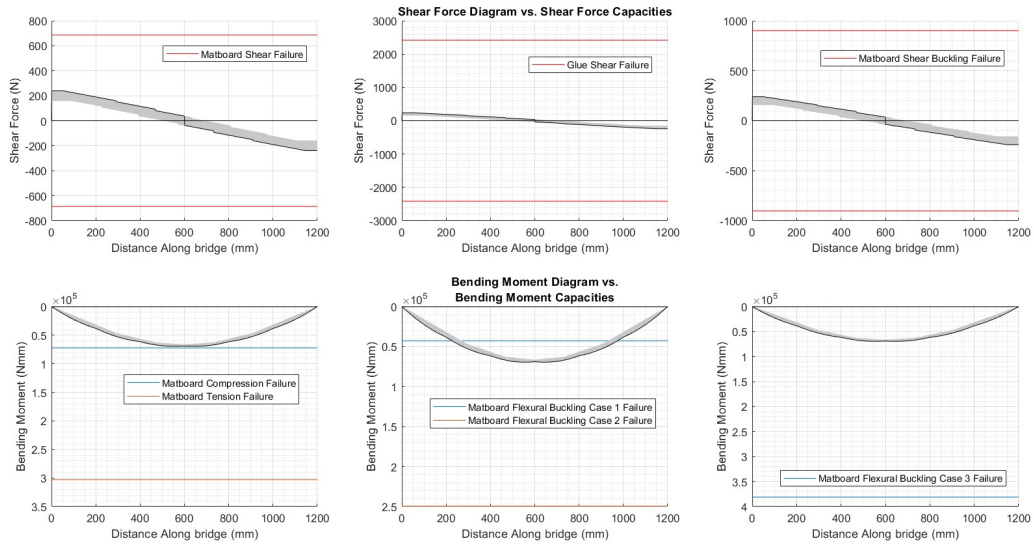 Shear Force Diagram vs. Shear Force Capacities
800
600
400
200
0
-200
-400
-600
-800
Shear Force (N)
Matboard Shear Failure
0 200 400 600 800 1000 1200
Distance Along bridge (mm)
3000
2000
1000
0
-1000
-2000
-3000
Shear Force (N)
Glue Shear Failure
0 200 400 600 800 1000 1200
Distance Along bridge (mm)
1000
500
0
-500
-1000
Shear Force (N)
Matboard Shear Buckling Failure
0 200 400 600 800 1000 1200
Distance Along bridge (mm)
Bending Moment Diagram vs.
Bending Moment Capacities
×10⁵
0
0.5
1
1.5
2
2.5
3
3.5
Bending Moment (Nmm)
Matboard Compression Failure
Matboard Tension Failure
0 200 400 600 800 1000 1200
Distance Along bridge (mm)
×10⁵
0
0.5
1
1.5
2
2.5
Bending Moment (Nmm)
Matboard Flexural Buckling Case 1 Failure
Matboard Flexural Buckling Case 2 Failure
0 200 400 600 800 1000 1200
Distance Along bridge (mm)
×10⁵
0
0.5
1
1.5
2
2.5
3
3.5
4
Bending Moment (Nmm)
Matboard Flexural Buckling Case 3 Failure
0 200 400 600 800 1000 1200
Distance Along bridge (mm)